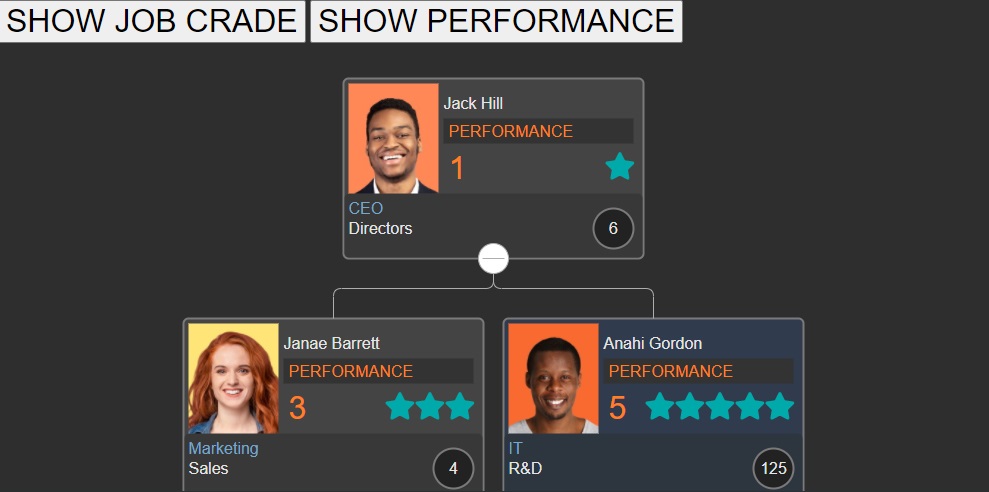 SHOW JOB CRADE SHOW PERFORMANCE
Jack Hill
PERFORMANCE
1
CEO
Directors
6
Janae Barrett
PERFORMANCE
3
Marketing
Sales
4
Anahi Gordon
PERFORMANCE
5
IT
R&D
125